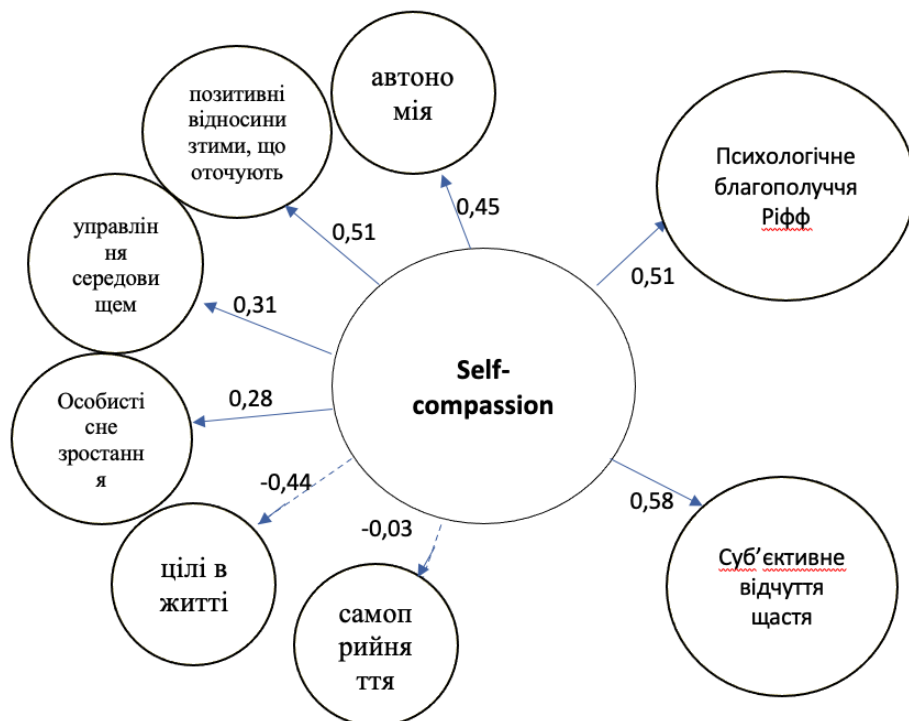 автоно
мія
позитивні
відносини
зтими, що
оточують
Психологічне
благополуччя
Ріфф
0,45
0,51
0,51
управлін
ня
середови
щем
0,31
Self-
compassion
Особисті
сне
зростанн
я
0,28
-0,44
0,58
-0,03
цілі в
житті
Суб’єктивне
відчуття
щастя
самоп
рийня
ття